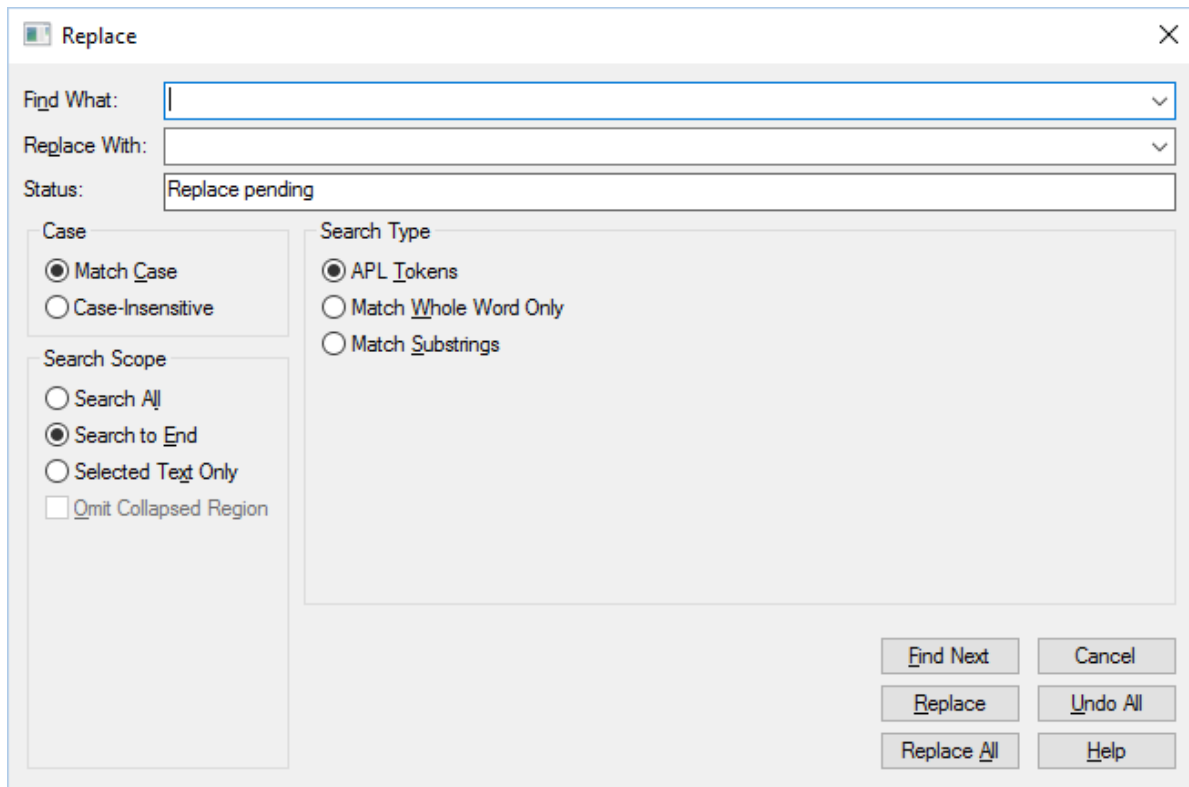 Replace
Find What:
Replace With:
Status: Replace pending
Case
Match Case
Case-Insensitive
Search Scope
Search All
Search to End
Selected Text Only
Omit Collapsed Region
Search Type
APL Tokens
Match Whole Word Only
Match Substrings
Find Next Cancel
Replace Undo All
Replace All Help